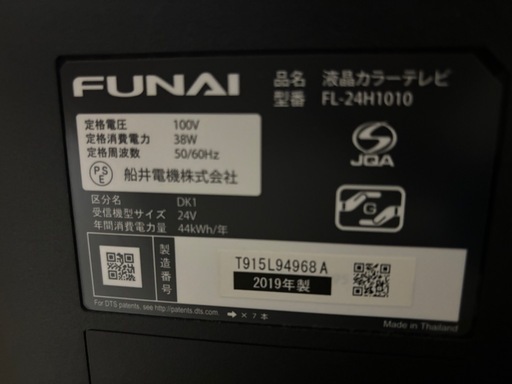 FUNAI
品名 液晶カラーテレビ
型番 FL-24H1010
定格電圧 100V
定格消費電力 38W
定格周波数 50/60Hz
PSE 船井電機株式会社
JQA
G
区分名 DK1
受信機型サイズ 24V
年間消費電力量 44kWh/年
製造番号
T915L94968A
2019年製
For DTS patents, see http://patents.dts.com.
➡×7本
Made in Thailand